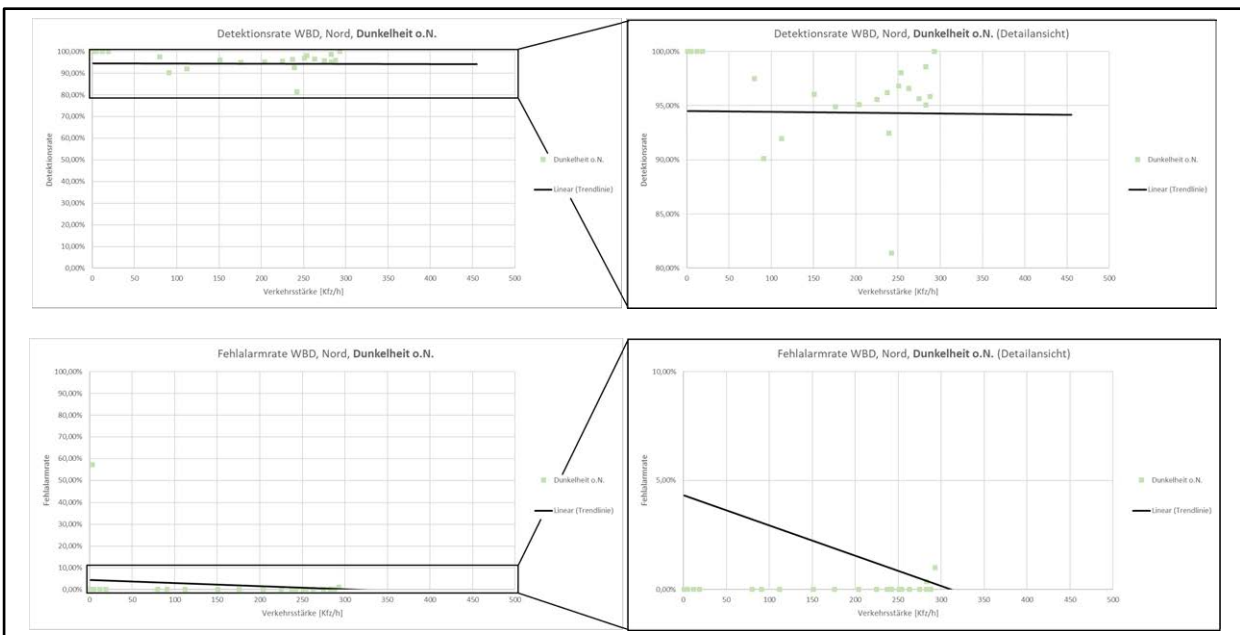 Detektionsrate WBD, Nord, Dunkelheit o.N.
100,00%
90,00%
80,00%
70,00%
60,00%
50,00%
40,00%
30,00%
20,00%
10,00%
0,00%
Detektionsrate
0 50 100 150 200 250 300 350 400 450 500
Verkehrsstärke [Kfz/h]
Dunkelheit o.N.
Linear (Trendlinie)
Detektionsrate WBD, Nord, Dunkelheit o.N. (Detailansicht)
100,00%
95,00%
90,00%
85,00%
80,00%
Detektionsrate
0 50 100 150 200 250 300 350 400 450 500
Verkehrsstärke [Kfz/h]
Dunkelheit o.N.
Linear (Trendlinie)
Fehlalarmrate WBD, Nord, Dunkelheit o.N.
100,00%
90,00%
80,00%
70,00%
60,00%
50,00%
40,00%
30,00%
20,00%
10,00%
0,00%
Fehlalarmrate
0 50 100 150 200 250 300 350 400 450 500
Verkehrsstärke [Kfz/h]
Dunkelheit o.N.
Linear (Trendlinie)
Fehlalarmrate WBD, Nord, Dunkelheit o.N. (Detailansicht)
10,00%
5,00%
0,00%
Fehlalarmrate
0 50 100 150 200 250 300 350 400 450 500
Verkehrsstärke [Kfz/h]
Dunkelheit o.N.
Linear (Trendlinie)